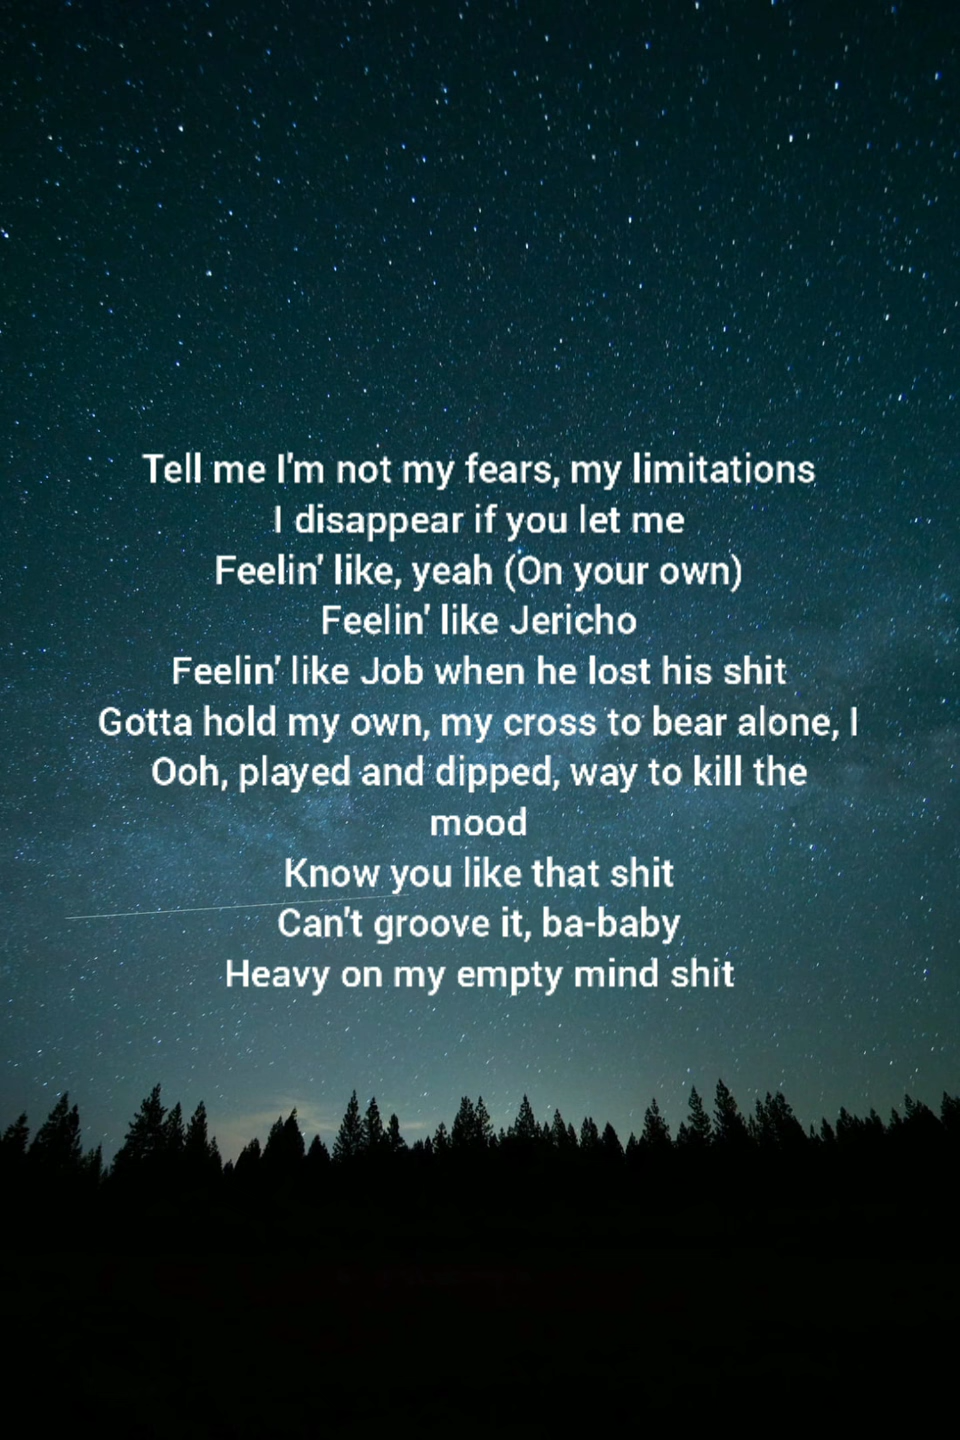 Tell me I'm not my fears, my limitations
I disappear if you let me
Feelin' like, yeah (On your own)
Feelin' like Jericho
Feelin' like Job when he lost his shit
Gotta hold my own, my cross to bear alone, I
Ooh, played and dipped, way to kill the
mood
Know you like that shit
Can't groove it, ba-baby
Heavy on my empty mind shit